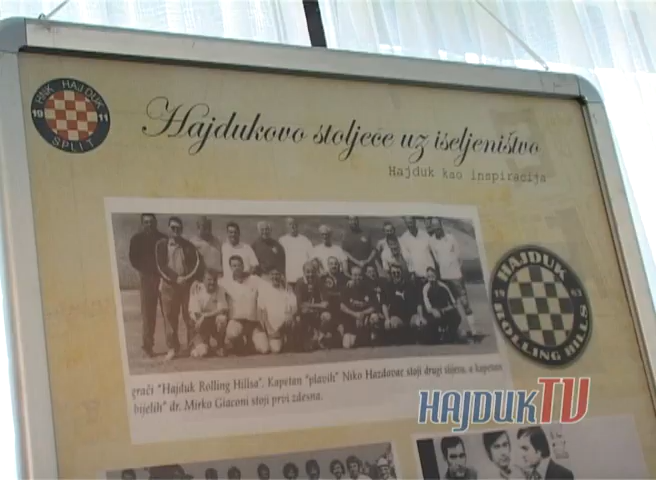 HNK HAJDUK
19 11
SPLIT
Hajdukovo stoljeće uz iseljeništvo
Hajduk kao inspiracija
HAJDUK
ROLLING HILLS
grači "Hajduk Rolling Hillsa". Kapetan "plavih" Niko Hazdovac stoji drugi slijeva, a kapetan
bijelih" dr. Mirko Giaconi stoji prvi zdesna.
HAJDUKTV